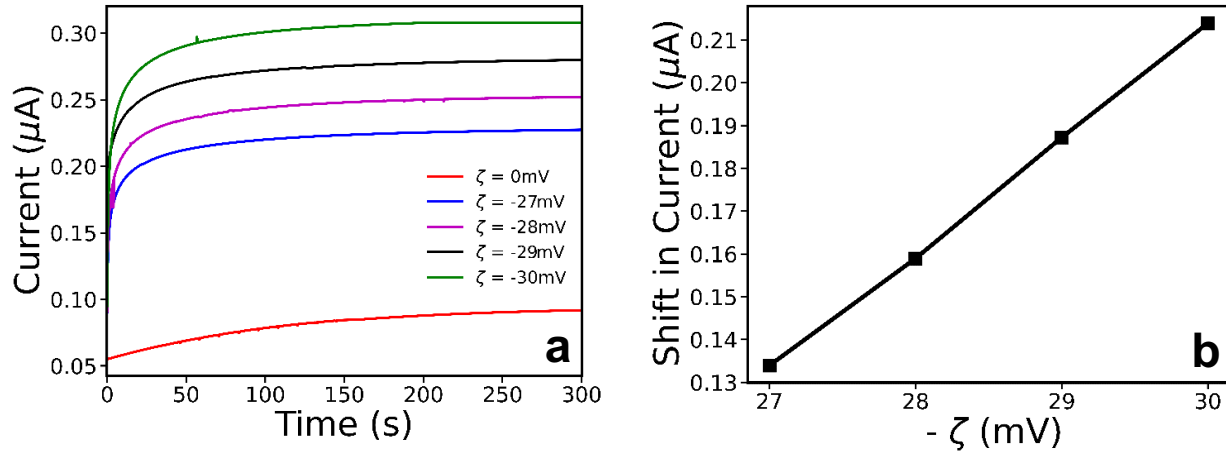 Current (μA)
0.30
0.25
0.20
0.15
0.10
0.05
ζ = 0mV
ζ = -27mV
ζ = -28mV
ζ = -29mV
ζ = -30mV
a
0 50 100 150 200 250 300
Time (s)
Shift in Current (μA)
0.21
0.20
0.19
0.18
0.16
0.15
0.14
0.13
b
27 28 29 30
- ζ (mV)